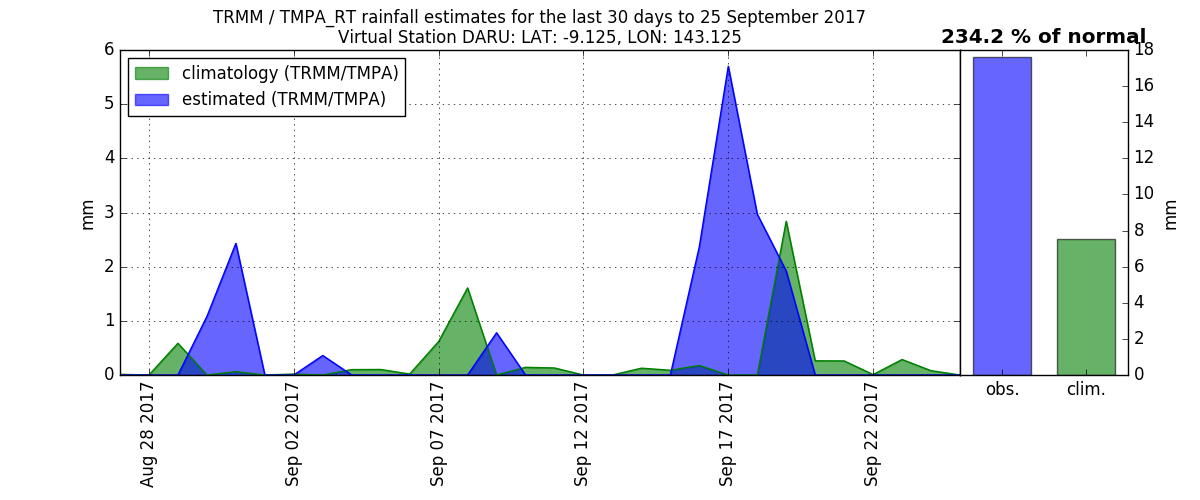 TRMM / TMPA_RT rainfall estimates for the last 30 days to 25 September 2017
Virtual Station DARU: LAT: -9.125, LON: 143.125
234.2 % of normal
climatology (TRMM/TMPA)
estimated (TRMM/TMPA)
mm
6
5
4
3
2
1
0
Aug 28 2017
Sep 02 2017
Sep 07 2017
Sep 12 2017
Sep 17 2017
Sep 22 2017
18
16
14
12
10
8
6
4
2
0
mm
obs.
clim.